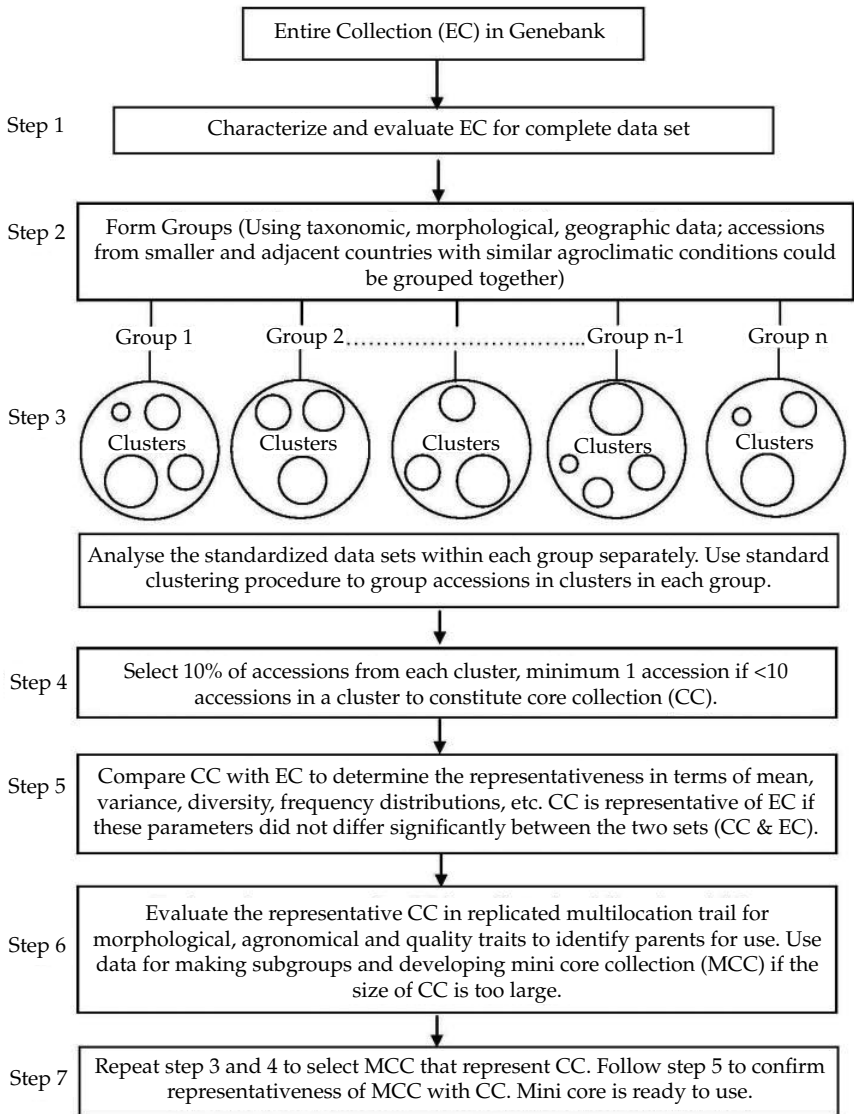 Entire Collection (EC) in Genebank
Step 1
Characterize and evaluate EC for complete data set
Step 2
Form Groups (Using taxonomic, morphological, geographic data; accessions
from smaller and adjacent countries with similar agroclimatic conditions could
be grouped together)
Group 1 Group 2 Group n-1 Group n
Step 3
Clusters Clusters Clusters Clusters Clusters
Analyse the standardized data sets within each group separately. Use standard
clustering procedure to group accessions in clusters in each group.
Step 4
Select 10% of accessions from each cluster, minimum 1 accession if <10
accessions in a cluster to constitute core collection (CC).
Step 5
Compare CC with EC to determine the representativeness in terms of mean,
variance, diversity, frequency distributions, etc. CC is representative of EC if
these parameters did not differ significantly between the two sets (CC & EC).
Step 6
Evaluate the representative CC in replicated multilocation trail for
morphological, agronomical and quality traits to identify parents for use. Use
data for making subgroups and developing mini core collection (MCC) if the
size of CC is too large.
Step 7
Repeat step 3 and 4 to select MCC that represent CC. Follow step 5 to confirm
representativeness of MCC with CC. Mini core is ready to use.